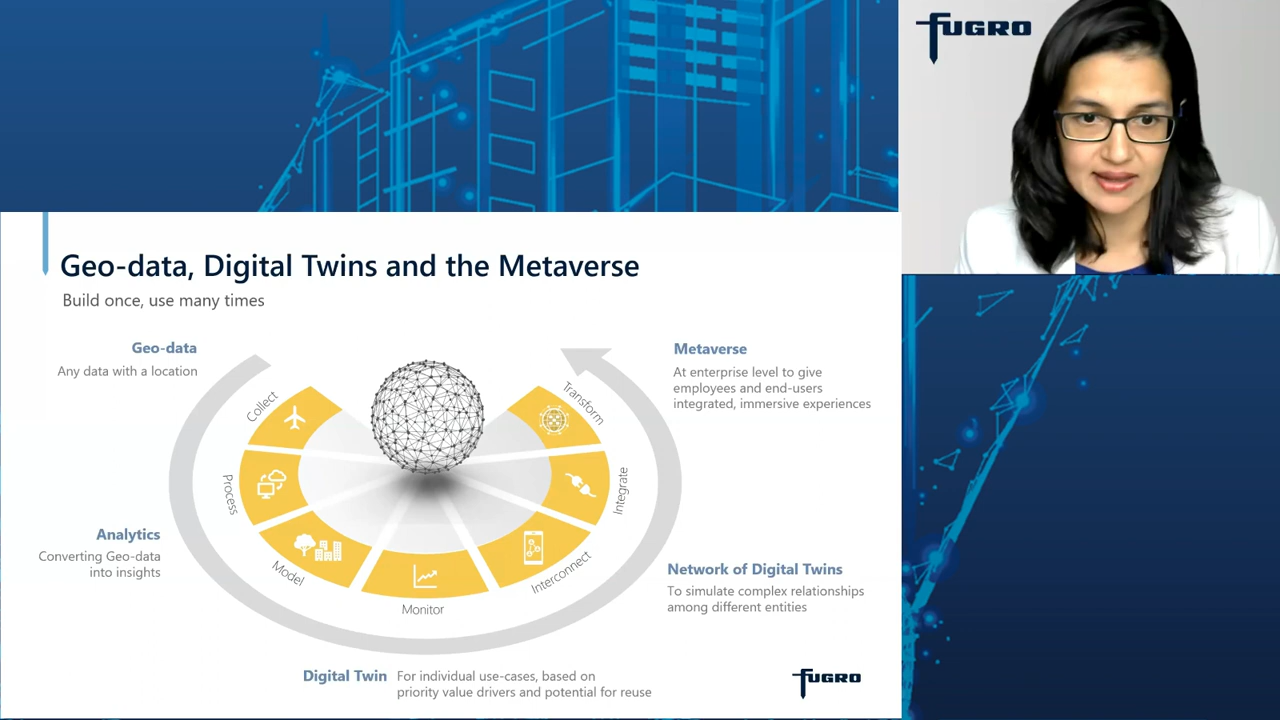 FUGRO
Geo-data, Digital Twins and the Metaverse
Build once, use many times
Geo-data
Any data with a location
Metaverse
At enterprise level to give
employees and end-users
integrated, immersive experiences
Collect
Process
Model
Monitor
Interconnect
Integrate
Transform
Analytics
Converting Geo-data
into insights
Network of Digital Twins
To simulate complex relationships
among different entities
Digital Twin
For individual use-cases, based on
priority value drivers and potential for reuse
FUGRO